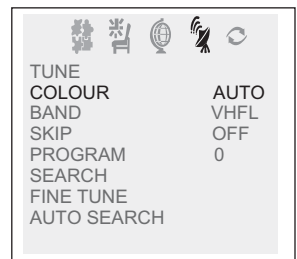 TUNE
COLOUR AUTO
BAND VHFL
SKIP OFF
PROGRAM 0
SEARCH
FINE TUNE
AUTO SEARCH